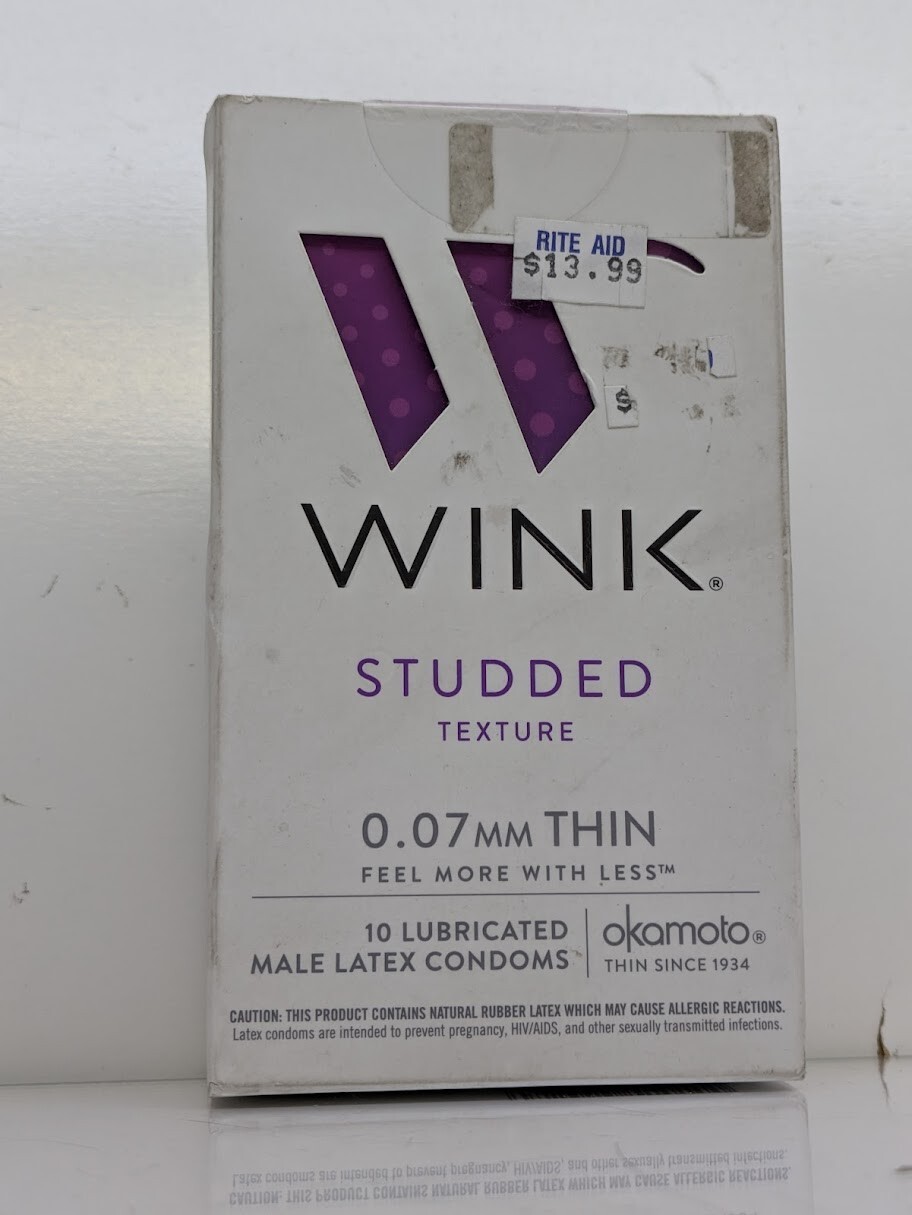 RITE AID
$13.99
$
WINK®
STUDDED
TEXTURE
0.07MM THIN
FEEL MORE WITH LESS™
10 LUBRICATED
MALE LATEX CONDOMS
okamoto®
THIN SINCE 1934
CAUTION: THIS PRODUCT CONTAINS NATURAL RUBBER LATEX WHICH MAY CAUSE ALLERGIC REACTIONS.
Latex condoms are intended to prevent pregnancy, HIV/AIDS, and other sexually transmitted infections.